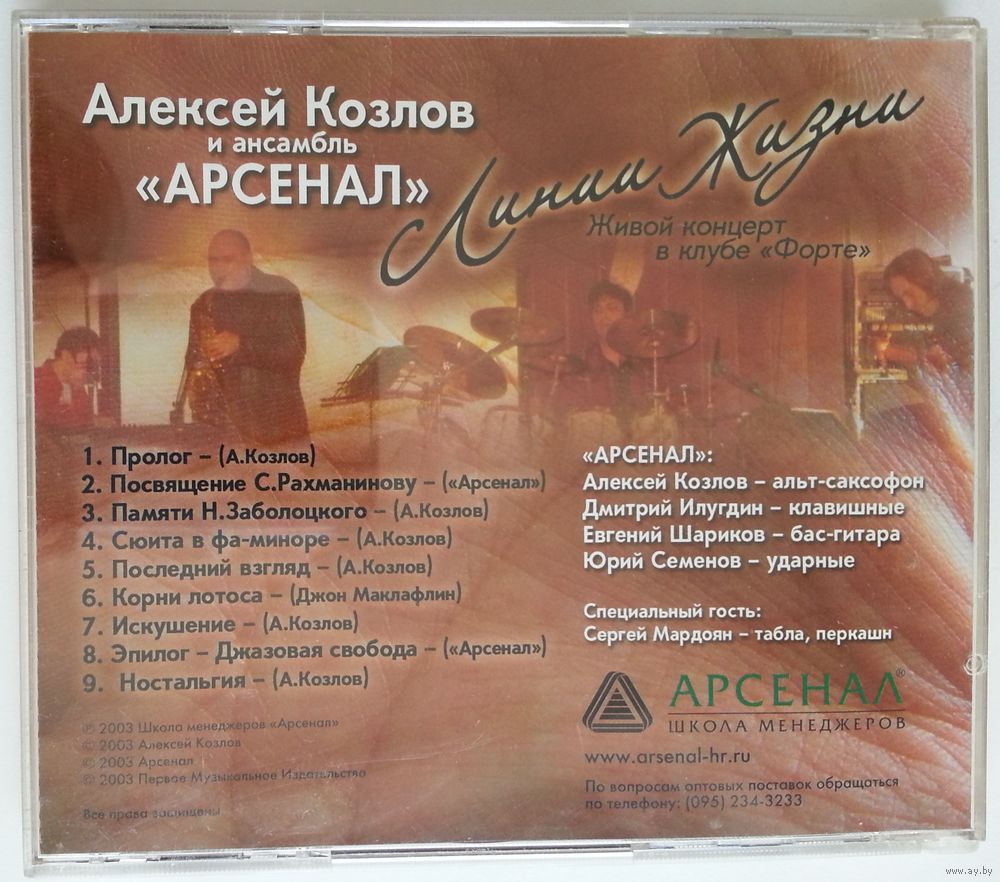 Алексей Козлов
и ансамбль
«АРСЕНАЛ»
Линии Жизни
Живой концерт
в клубе «Форте»
1. Пролог – (А.Козлов)
2. Посвящение С.Рахманинову – («Арсенал»)
3. Памяти Н.Заболоцкого – (А.Козлов)
4. Сюита в фа-миноре – (А.Козлов)
5. Последний взгляд – (А.Козлов)
6. Корни лотоса – (Джон Маклафлин)
7. Искушение – (А.Козлов)
8. Эпилог – Джазовая свобода – («Арсенал»)
9. Ностальгия – (А.Козлов)
℗ 2003 Школа менеджеров «Арсенал»
© 2003 Алексей Козлов
© 2003 Арсенал
© 2003 Первое Музыкальное Издательство
Все права защищены
«АРСЕНАЛ»:
Алексей Козлов – альт-саксофон
Дмитрий Илугдин – клавишные
Евгений Шариков – бас-гитара
Юрий Семенов – ударные
Специальный гость:
Сергей Мардоян – табла, перкашн
АРСЕНАЛ®
ШКОЛА МЕНЕДЖЕРОВ
www.arsenal-hr.ru
По вопросам оптовых поставок обращаться
по телефону: (095) 234-3233
www.ay.by